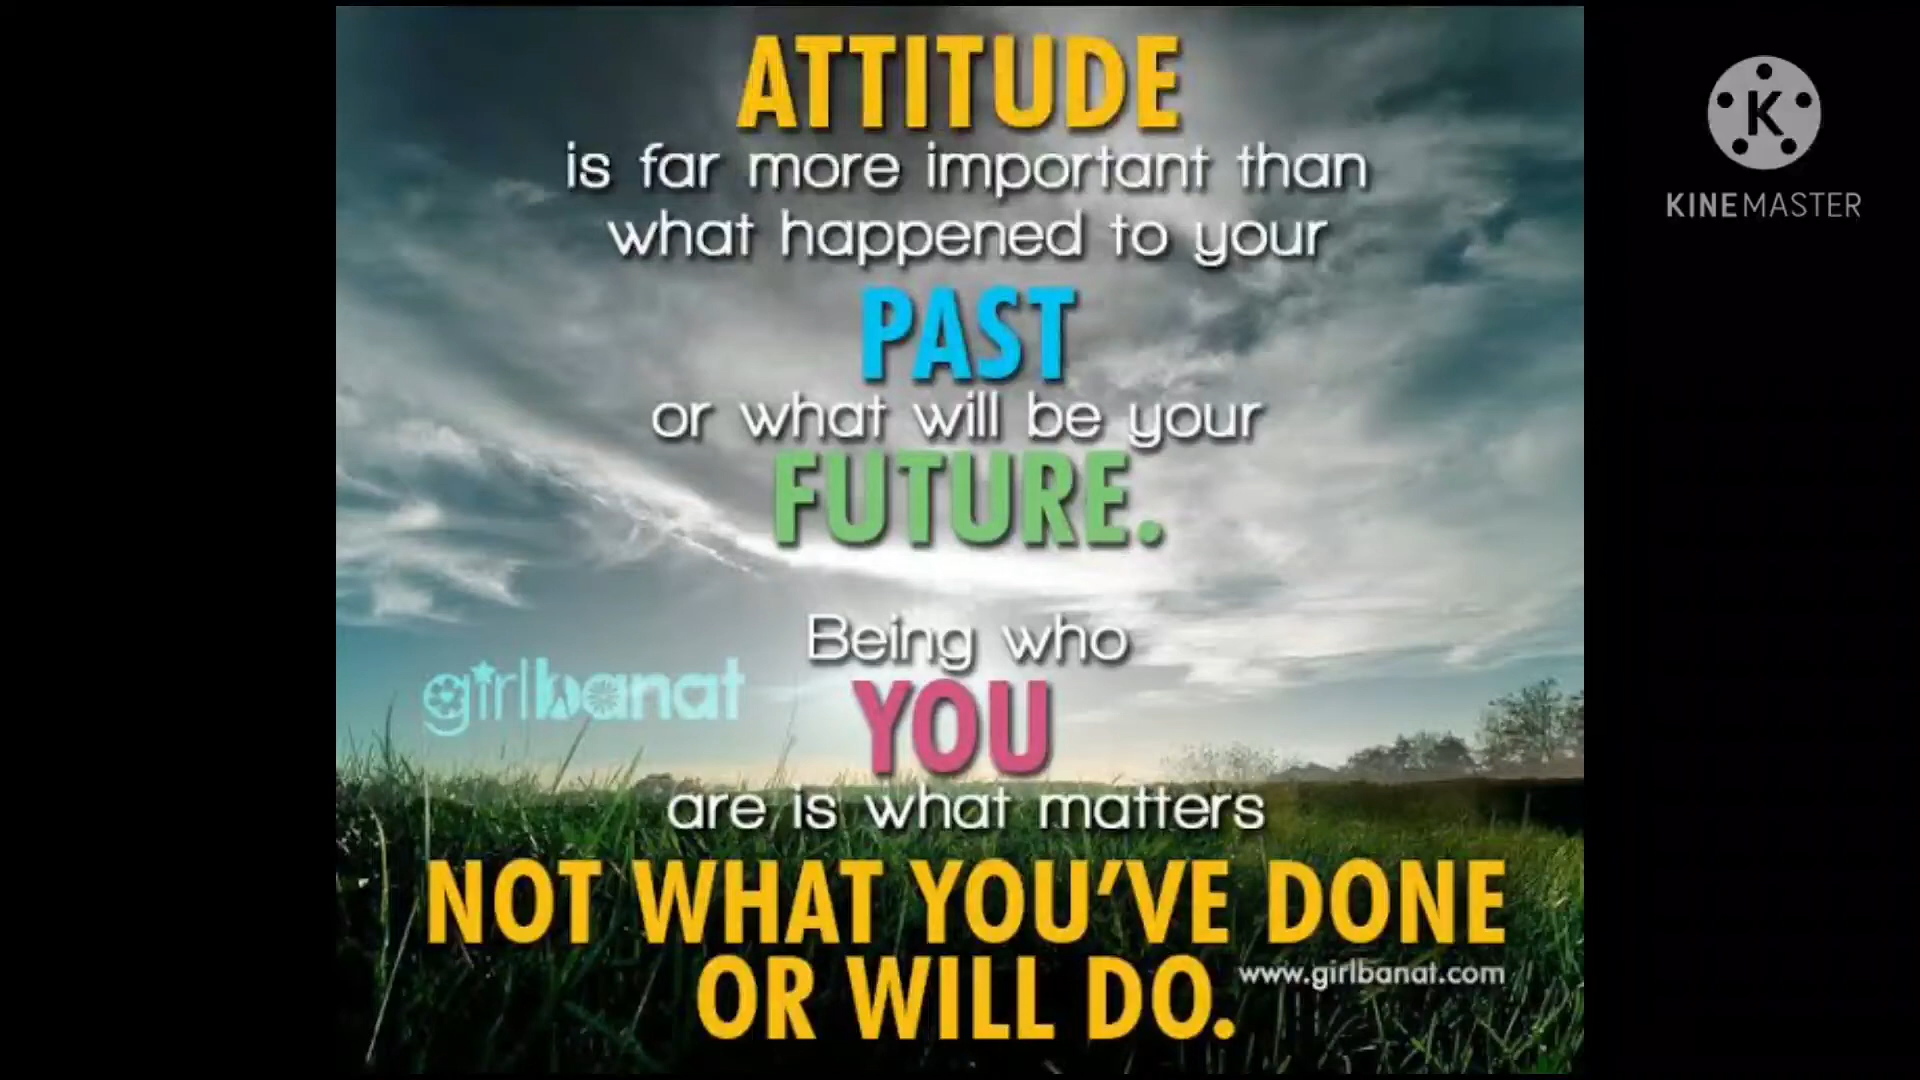 ATTITUDE
is far more important than
what happened to your
PAST
or what will be your
FUTURE.
Being who
YOU
are is what matters
NOT WHAT YOU'VE DONE
OR WILL DO.
www.girlbanat.com
girlbanat
K
KINEMASTER